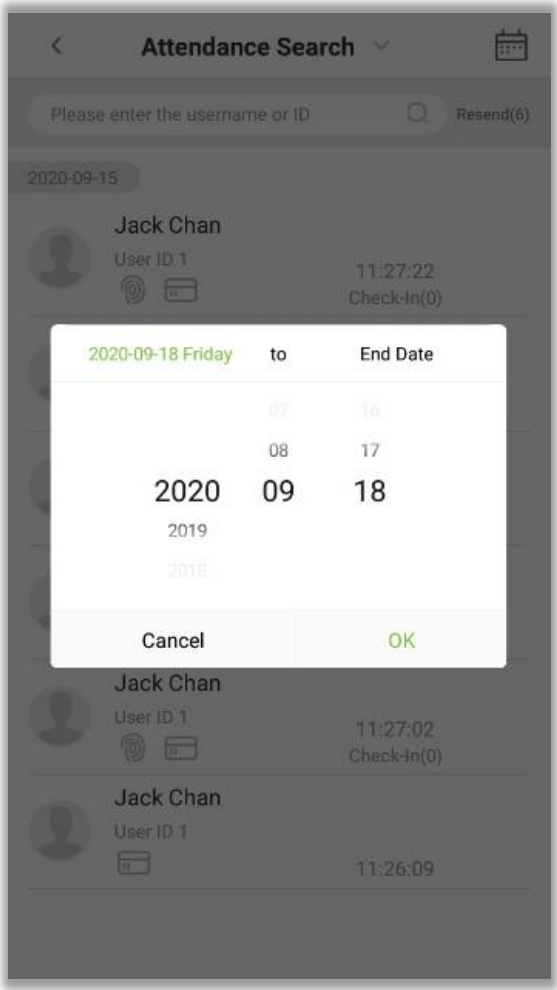 Attendance Search
Please enter the username or ID
Resend(6)
2020-09-15
Jack Chan
User ID 1
11:27:22
Check-In(0)
2020-09-18 Friday to End Date
07 16
08 17
2020 09 18
2019
2018
Cancel OK
Jack Chan
User ID 1
11:27:02
Check-In(0)
Jack Chan
User ID 1
11:26:09